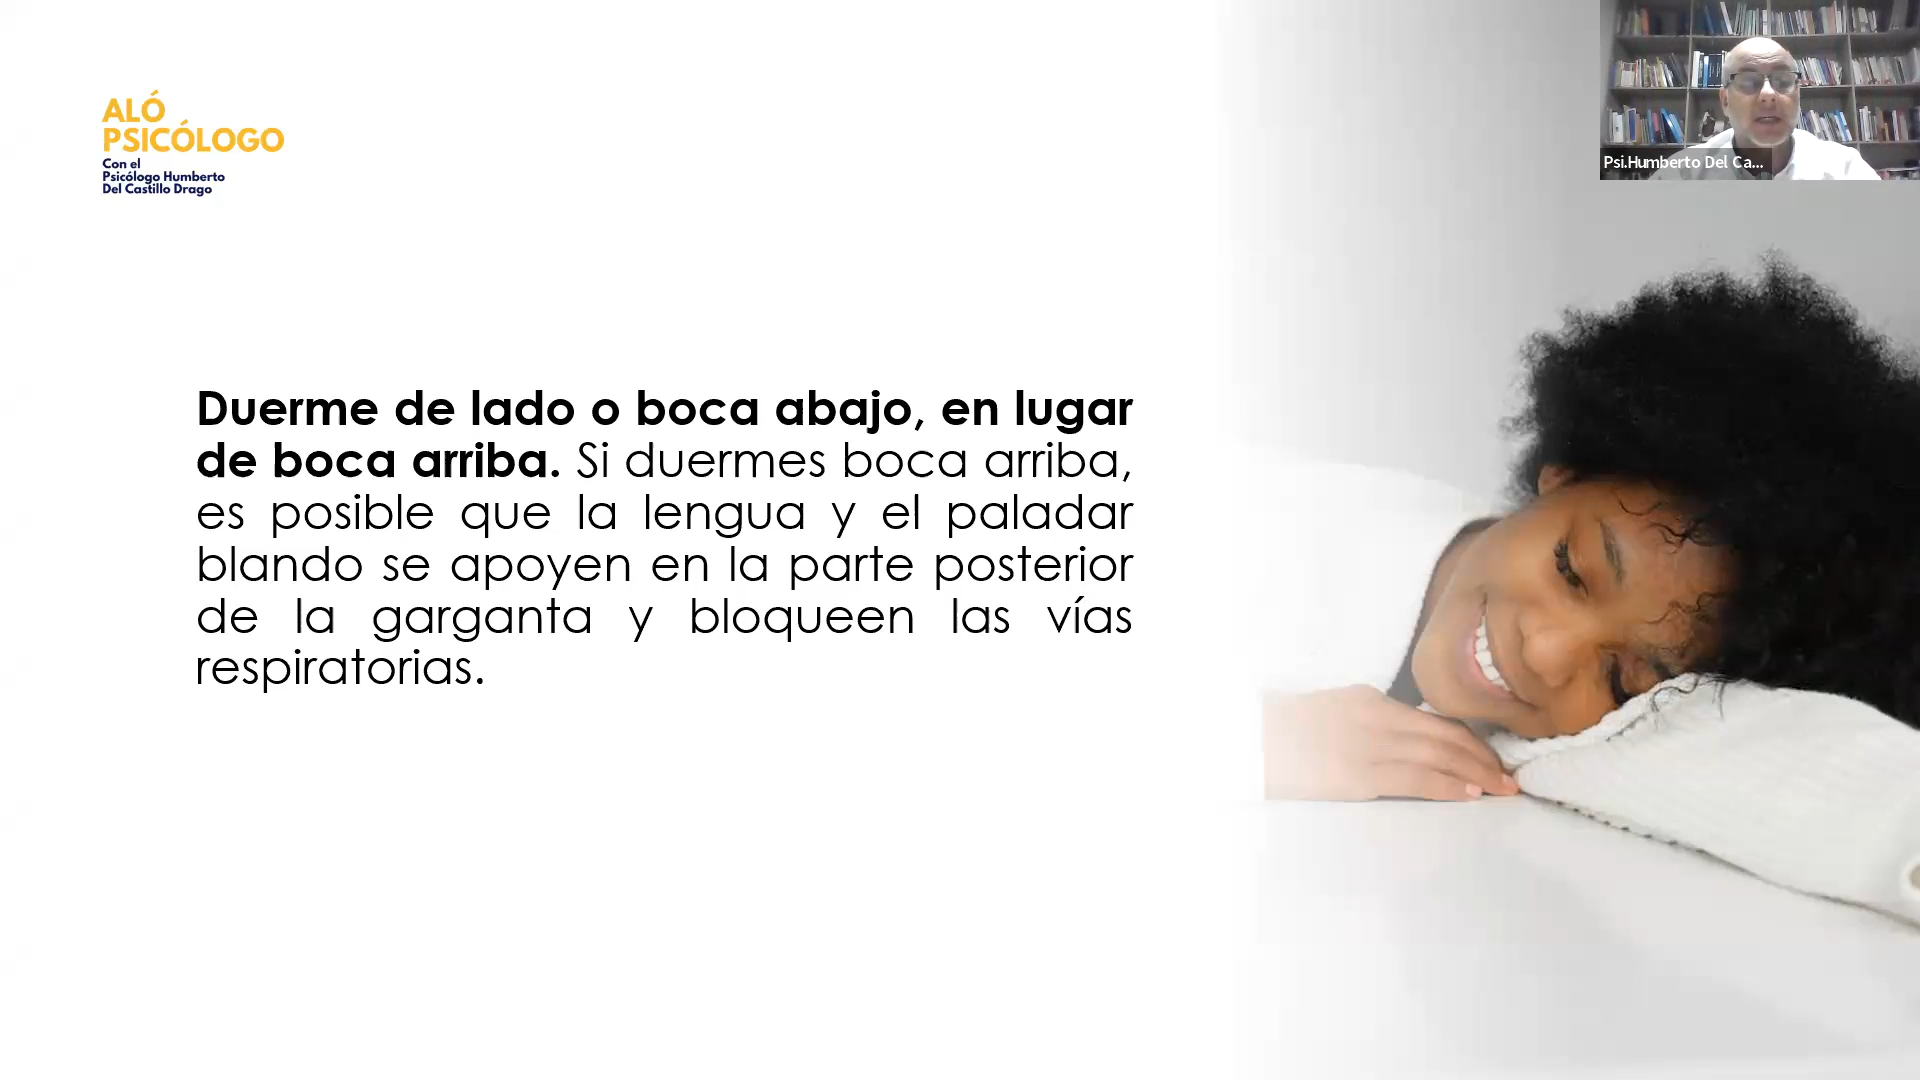 ALÓ
PSICÓLOGO
Con el
Psicólogo Humberto
Del Castillo Drago
Psi.Humberto Del Ca...
Duerme de lado o boca abajo, en lugar
de boca arriba. Si duermes boca arriba,
es posible que la lengua y el paladar
blando se apoyen en la parte posterior
de la garganta y bloqueen las vías
respiratorias.